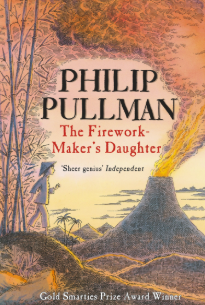 PHILIP
PULLMAN
The Firework-
Maker's Daughter
'Sheer genius' Independent
Gold Smarties Prize Award Winner